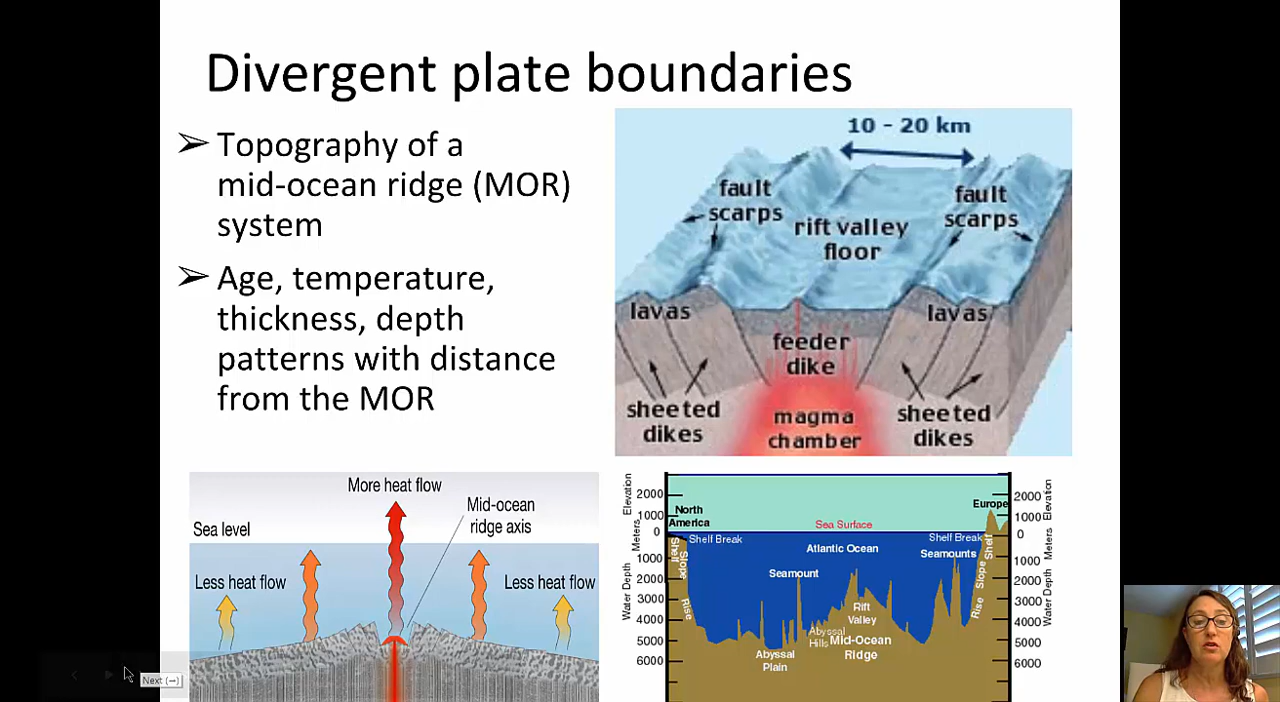 Divergent plate boundaries
➢ Topography of a
mid-ocean ridge (MOR)
system
➢ Age, temperature,
thickness, depth
patterns with distance
from the MOR
10 - 20 km
fault
scarps
rift valley
floor
fault
scarps
lavas
lavas
feeder
dike
sheeted
dikes
magma
chamber
sheeted
dikes
More heat flow
Mid-ocean
ridge axis
Sea level
Less heat flow
Less heat flow
Elevation
Meters
Water Depth
2000
1000
0
1000
2000
3000
4000
5000
6000
North
America
Europe
Sea Surface
Shelf Break
Shelf Break
Atlantic Ocean
Seamounts
Seamount
Shelf
Slope
Rise
Rift
Valley
Abyssal
Hills
Mid-Ocean
Ridge
Abyssal
Plain
Shelf
Slope
Rise
2000
1000
0
1000
2000
3000
4000
5000
6000
Elevation
Meters
Water Depth
Next (→)